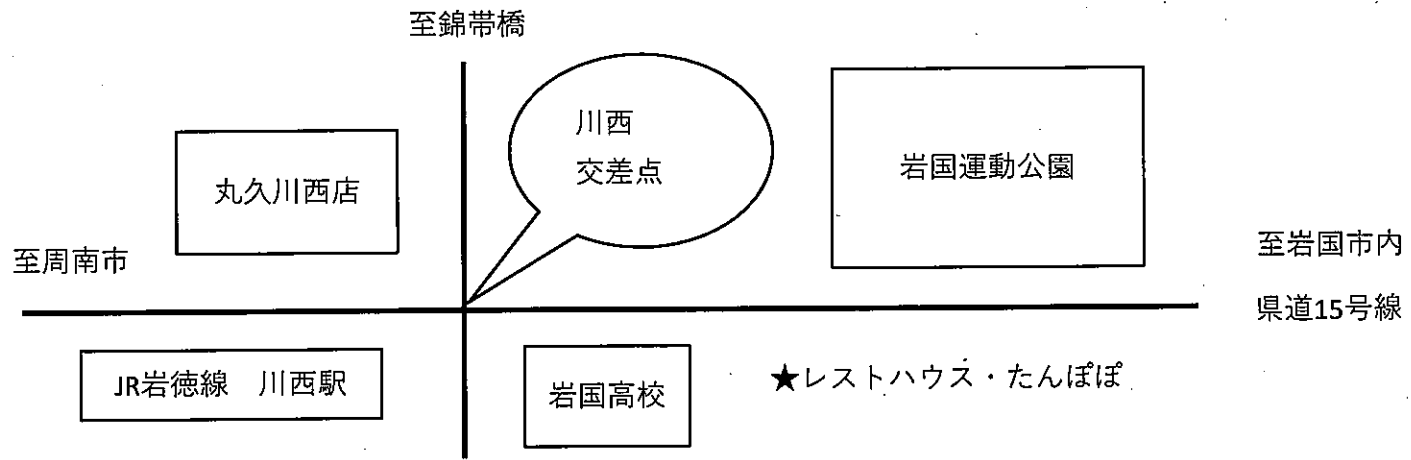 至錦帯橋
川西
交差点
岩国運動公園
丸久川西店
至周南市
至岩国市内
県道15号線
JR岩徳線　川西駅
岩国高校
★レストハウス・たんぽぽ